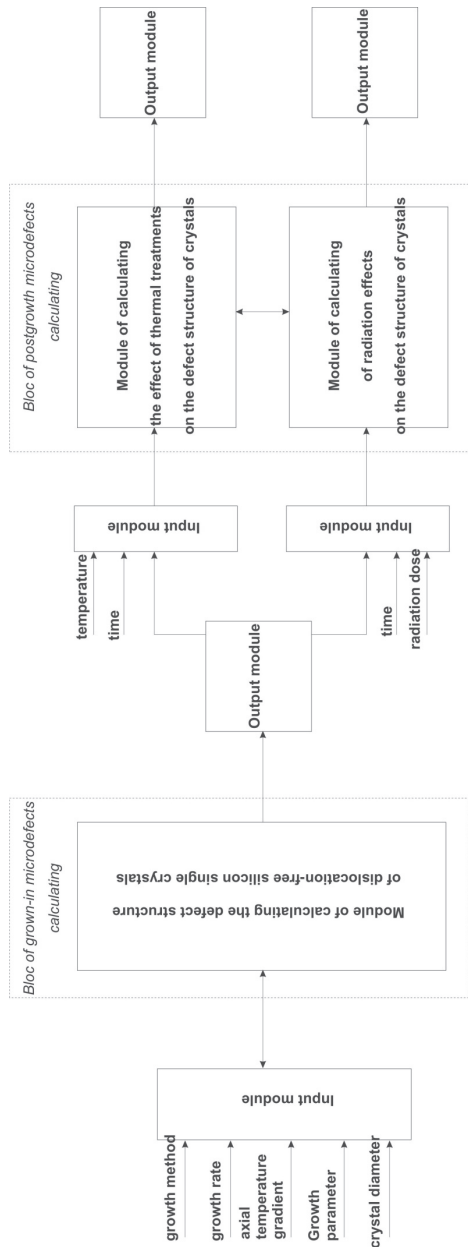 growth method
growth rate
axial
temperature
gradient
Growth
parameter
crystal diameter
Input module
Bloc of grown-in microdefects
calculating
Module of calculating the defect structure
of dislocation-free silicon single crystals
Output module
temperature
time
Input module
time
radiation dose
Input module
Bloc of postgrowth microdefects
calculating
Module of calculating
the effect of thermal treatments
on the defect structure of crystals
Module of calculating
of radiation effects
on the defect structure of crystals
Output module
Output module